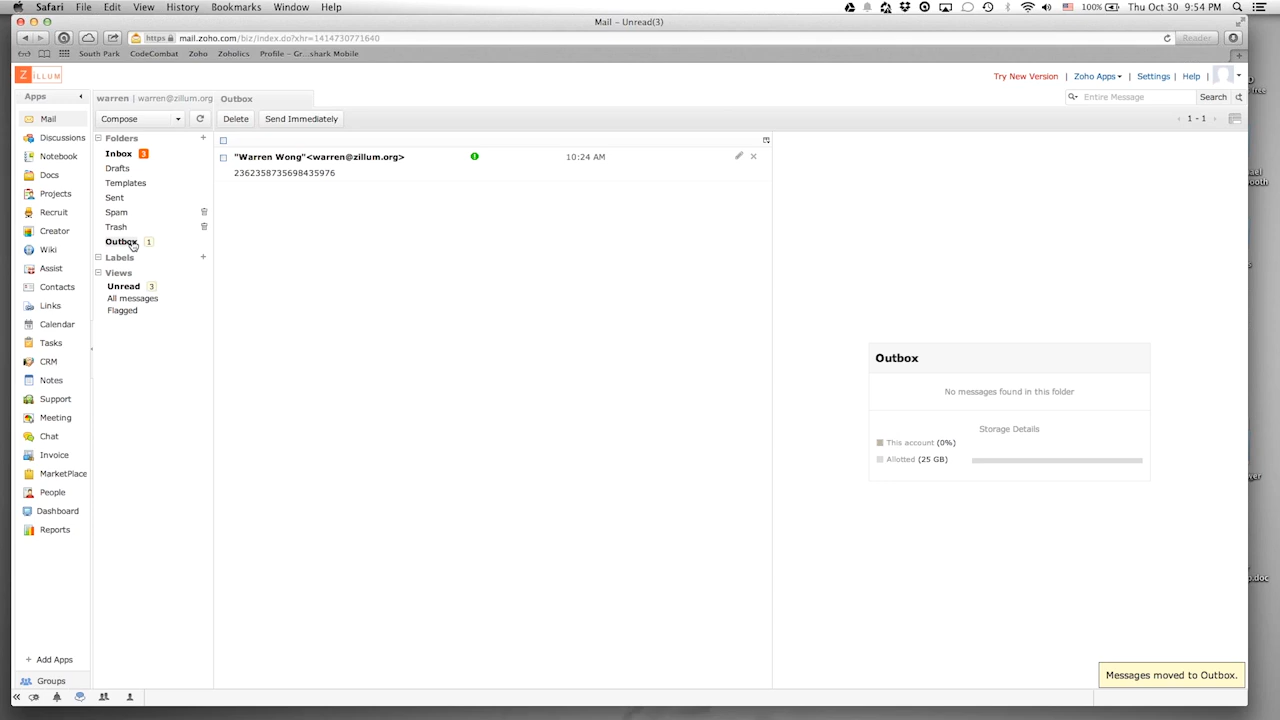 Safari File Edit View History Bookmarks Window Help 100% Thu Oct 30 9:54 PM
Mail – Unread(3)
https mail.zoho.com/biz/index.do?xhr=1414730771640 Reader
South Park CodeCombat Zoho Zoholics Profile – Gr...shark Mobile
ZILLUM
Try New Version | Zoho Apps | Settings | Help |
Apps
warren | warren@zillum.org Outbox
Entire Message Search
Mail
Compose Delete Send Immediately 1 - 1
Discussions
Folders +
Notebook
Inbox 3
"Warren Wong"<warren@zillum.org> 10:24 AM
Drafts
2362358735698435976
Docs
Templates
Projects
Sent
Recruit
Spam
Creator
Trash
Wiki
Outbox 1
Assist
Labels +
Contacts
Views
Unread 3
Links
All messages
Calendar
Flagged
Tasks
CRM
Notes
Support
Meeting
Chat
Invoice
MarketPlace
People
Dashboard
Reports
Outbox
No messages found in this folder
Storage Details
This account (0%)
Allotted (25 GB)
+ Add Apps
Groups
Messages moved to Outbox.